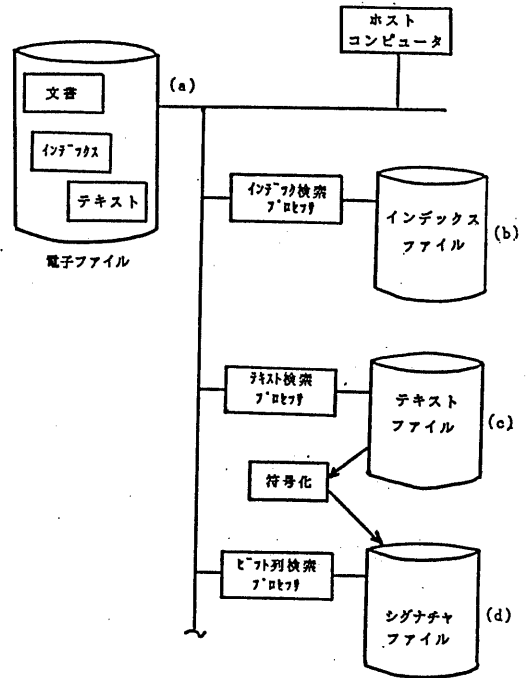 ホスト
コンピュータ
(a)
文書
インデックス
テキスト
電子ファイル
インデック検索
プロセッサ
インデックス
ファイル
(b)
テキスト検索
プロセッサ
テキスト
ファイル
(c)
符号化
ビット列検索
プロセッサ
シグナチャ
ファイル
(d)